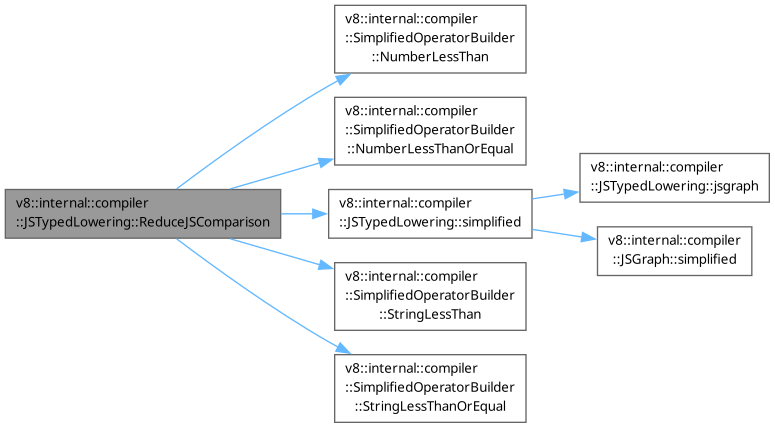 v8::internal::compiler
::SimplifiedOperatorBuilder
::NumberLessThan
v8::internal::compiler
::SimplifiedOperatorBuilder
::NumberLessThanOrEqual
v8::internal::compiler
::JSTypedLowering::jsgraph
v8::internal::compiler
::JSTypedLowering::ReduceJSComparison
v8::internal::compiler
::JSTypedLowering::simplified
v8::internal::compiler
::JSGraph::simplified
v8::internal::compiler
::SimplifiedOperatorBuilder
::StringLessThan
v8::internal::compiler
::SimplifiedOperatorBuilder
::StringLessThanOrEqual